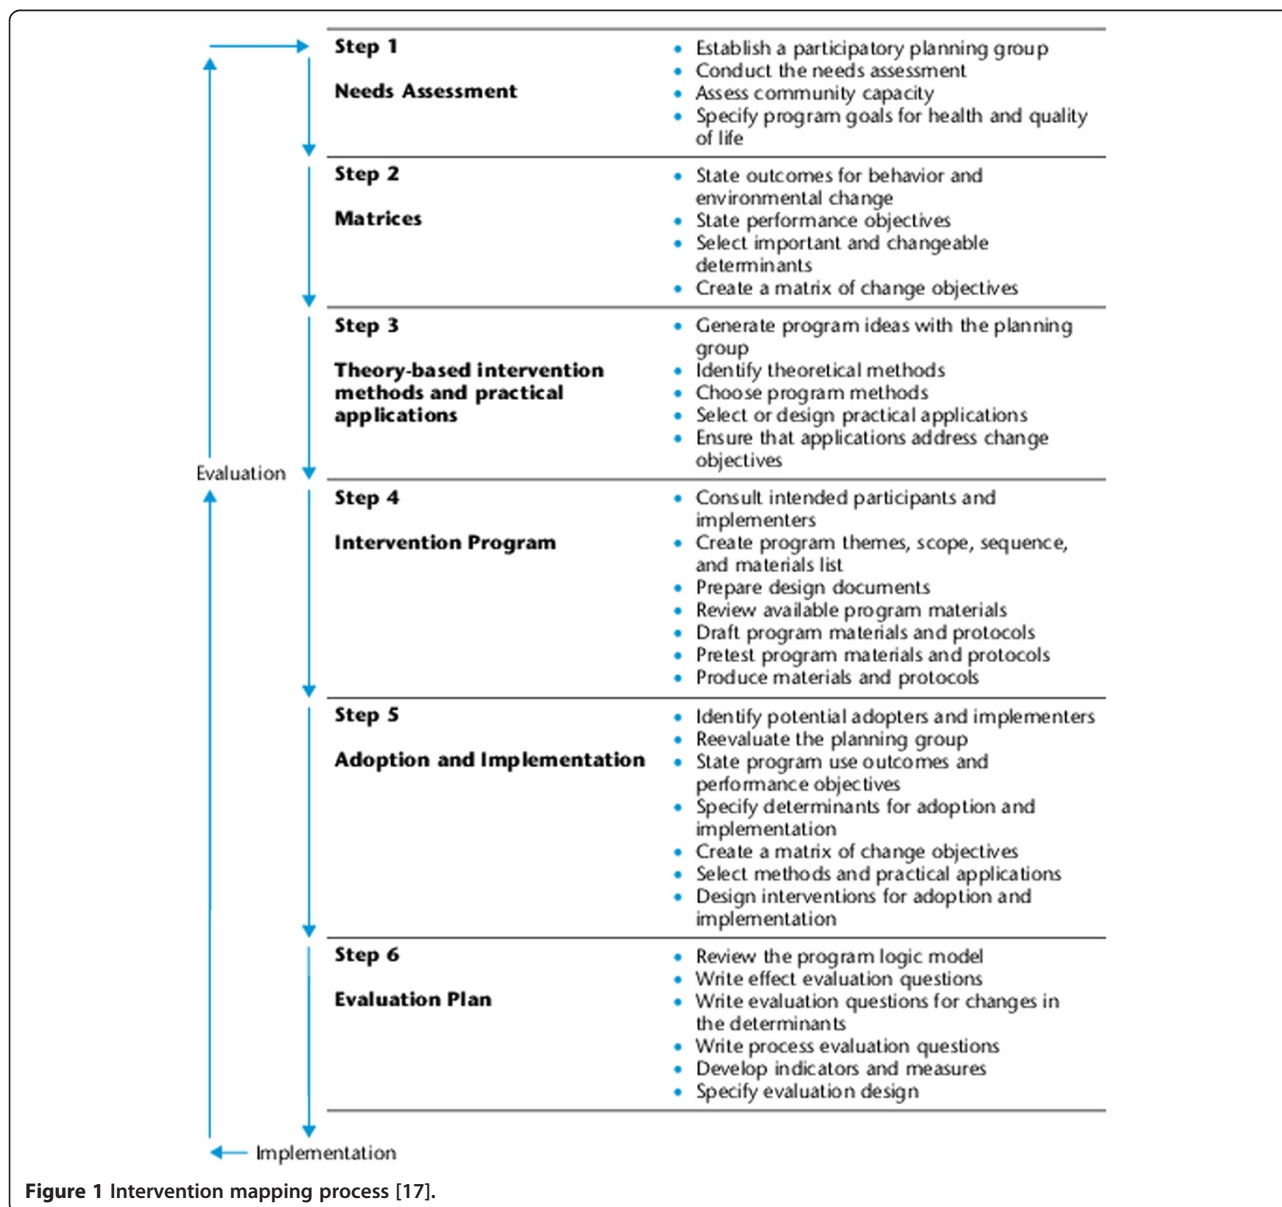 Step 1
Needs Assessment
• Establish a participatory planning group
• Conduct the needs assessment
• Assess community capacity
• Specify program goals for health and quality
of life
Step 2
Matrices
• State outcomes for behavior and
environmental change
• State performance objectives
• Select important and changeable
determinants
• Create a matrix of change objectives
Step 3
Theory-based intervention
methods and practical
applications
• Generate program ideas with the planning
group
• Identify theoretical methods
• Choose program methods
• Select or design practical applications
• Ensure that applications address change
objectives
Evaluation
Step 4
Intervention Program
• Consult intended participants and
implementers
• Create program themes, scope, sequence,
and materials list
• Prepare design documents
• Review available program materials
• Draft program materials and protocols
• Pretest program materials and protocols
• Produce materials and protocols
Step 5
Adoption and Implementation
• Identify potential adopters and implementers
• Reevaluate the planning group
• State program use outcomes and
performance objectives
• Specify determinants for adoption and
implementation
• Create a matrix of change objectives
• Select methods and practical applications
• Design interventions for adoption and
implementation
Step 6
Evaluation Plan
• Review the program logic model
• Write effect evaluation questions
• Write evaluation questions for changes in
the determinants
• Write process evaluation questions
• Develop indicators and measures
• Specify evaluation design
Implementation
Figure 1 Intervention mapping process [17].